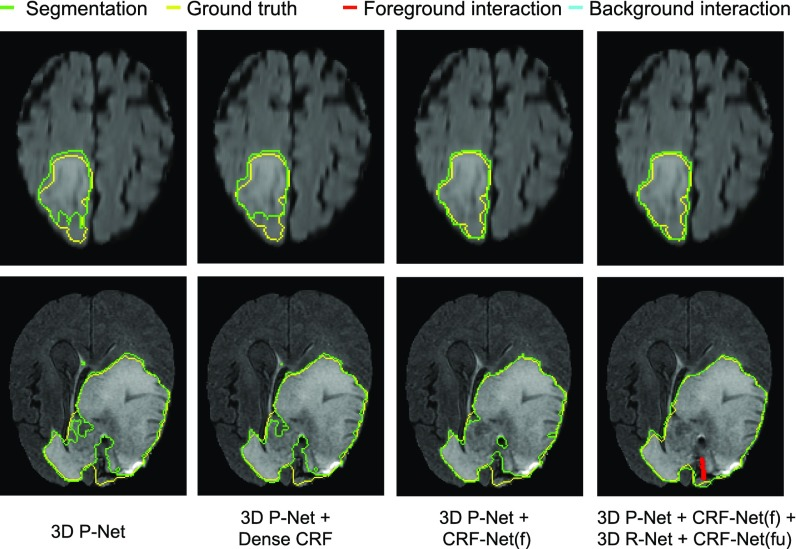 Segmentation Ground truth Foreground interaction Background interaction
3D P-Net
3D P-Net +
Dense CRF
3D P-Net +
CRF-Net(f)
3D P-Net + CRF-Net(f) +
3D R-Net + CRF-Net(fu)